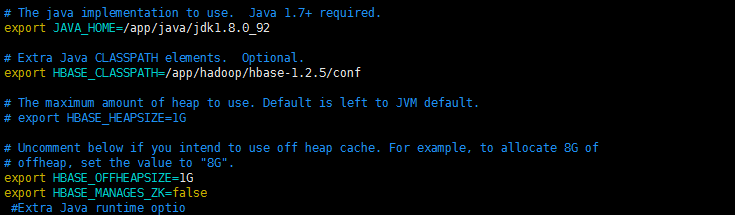 # The java implementation to use.  Java 1.7+ required.
export JAVA_HOME=/app/java/jdk1.8.0_92
# Extra Java CLASSPATH elements.  Optional.
export HBASE_CLASSPATH=/app/hadoop/hbase-1.2.5/conf
# The maximum amount of heap to use. Default is left to JVM default.
# export HBASE_HEAPSIZE=1G
# Uncomment below if you intend to use off heap cache. For example, to allocate 8G of
# offheap, set the value to "8G".
export HBASE_OFFHEAPSIZE=1G
export HBASE_MANAGES_ZK=false
#Extra Java runtime optio